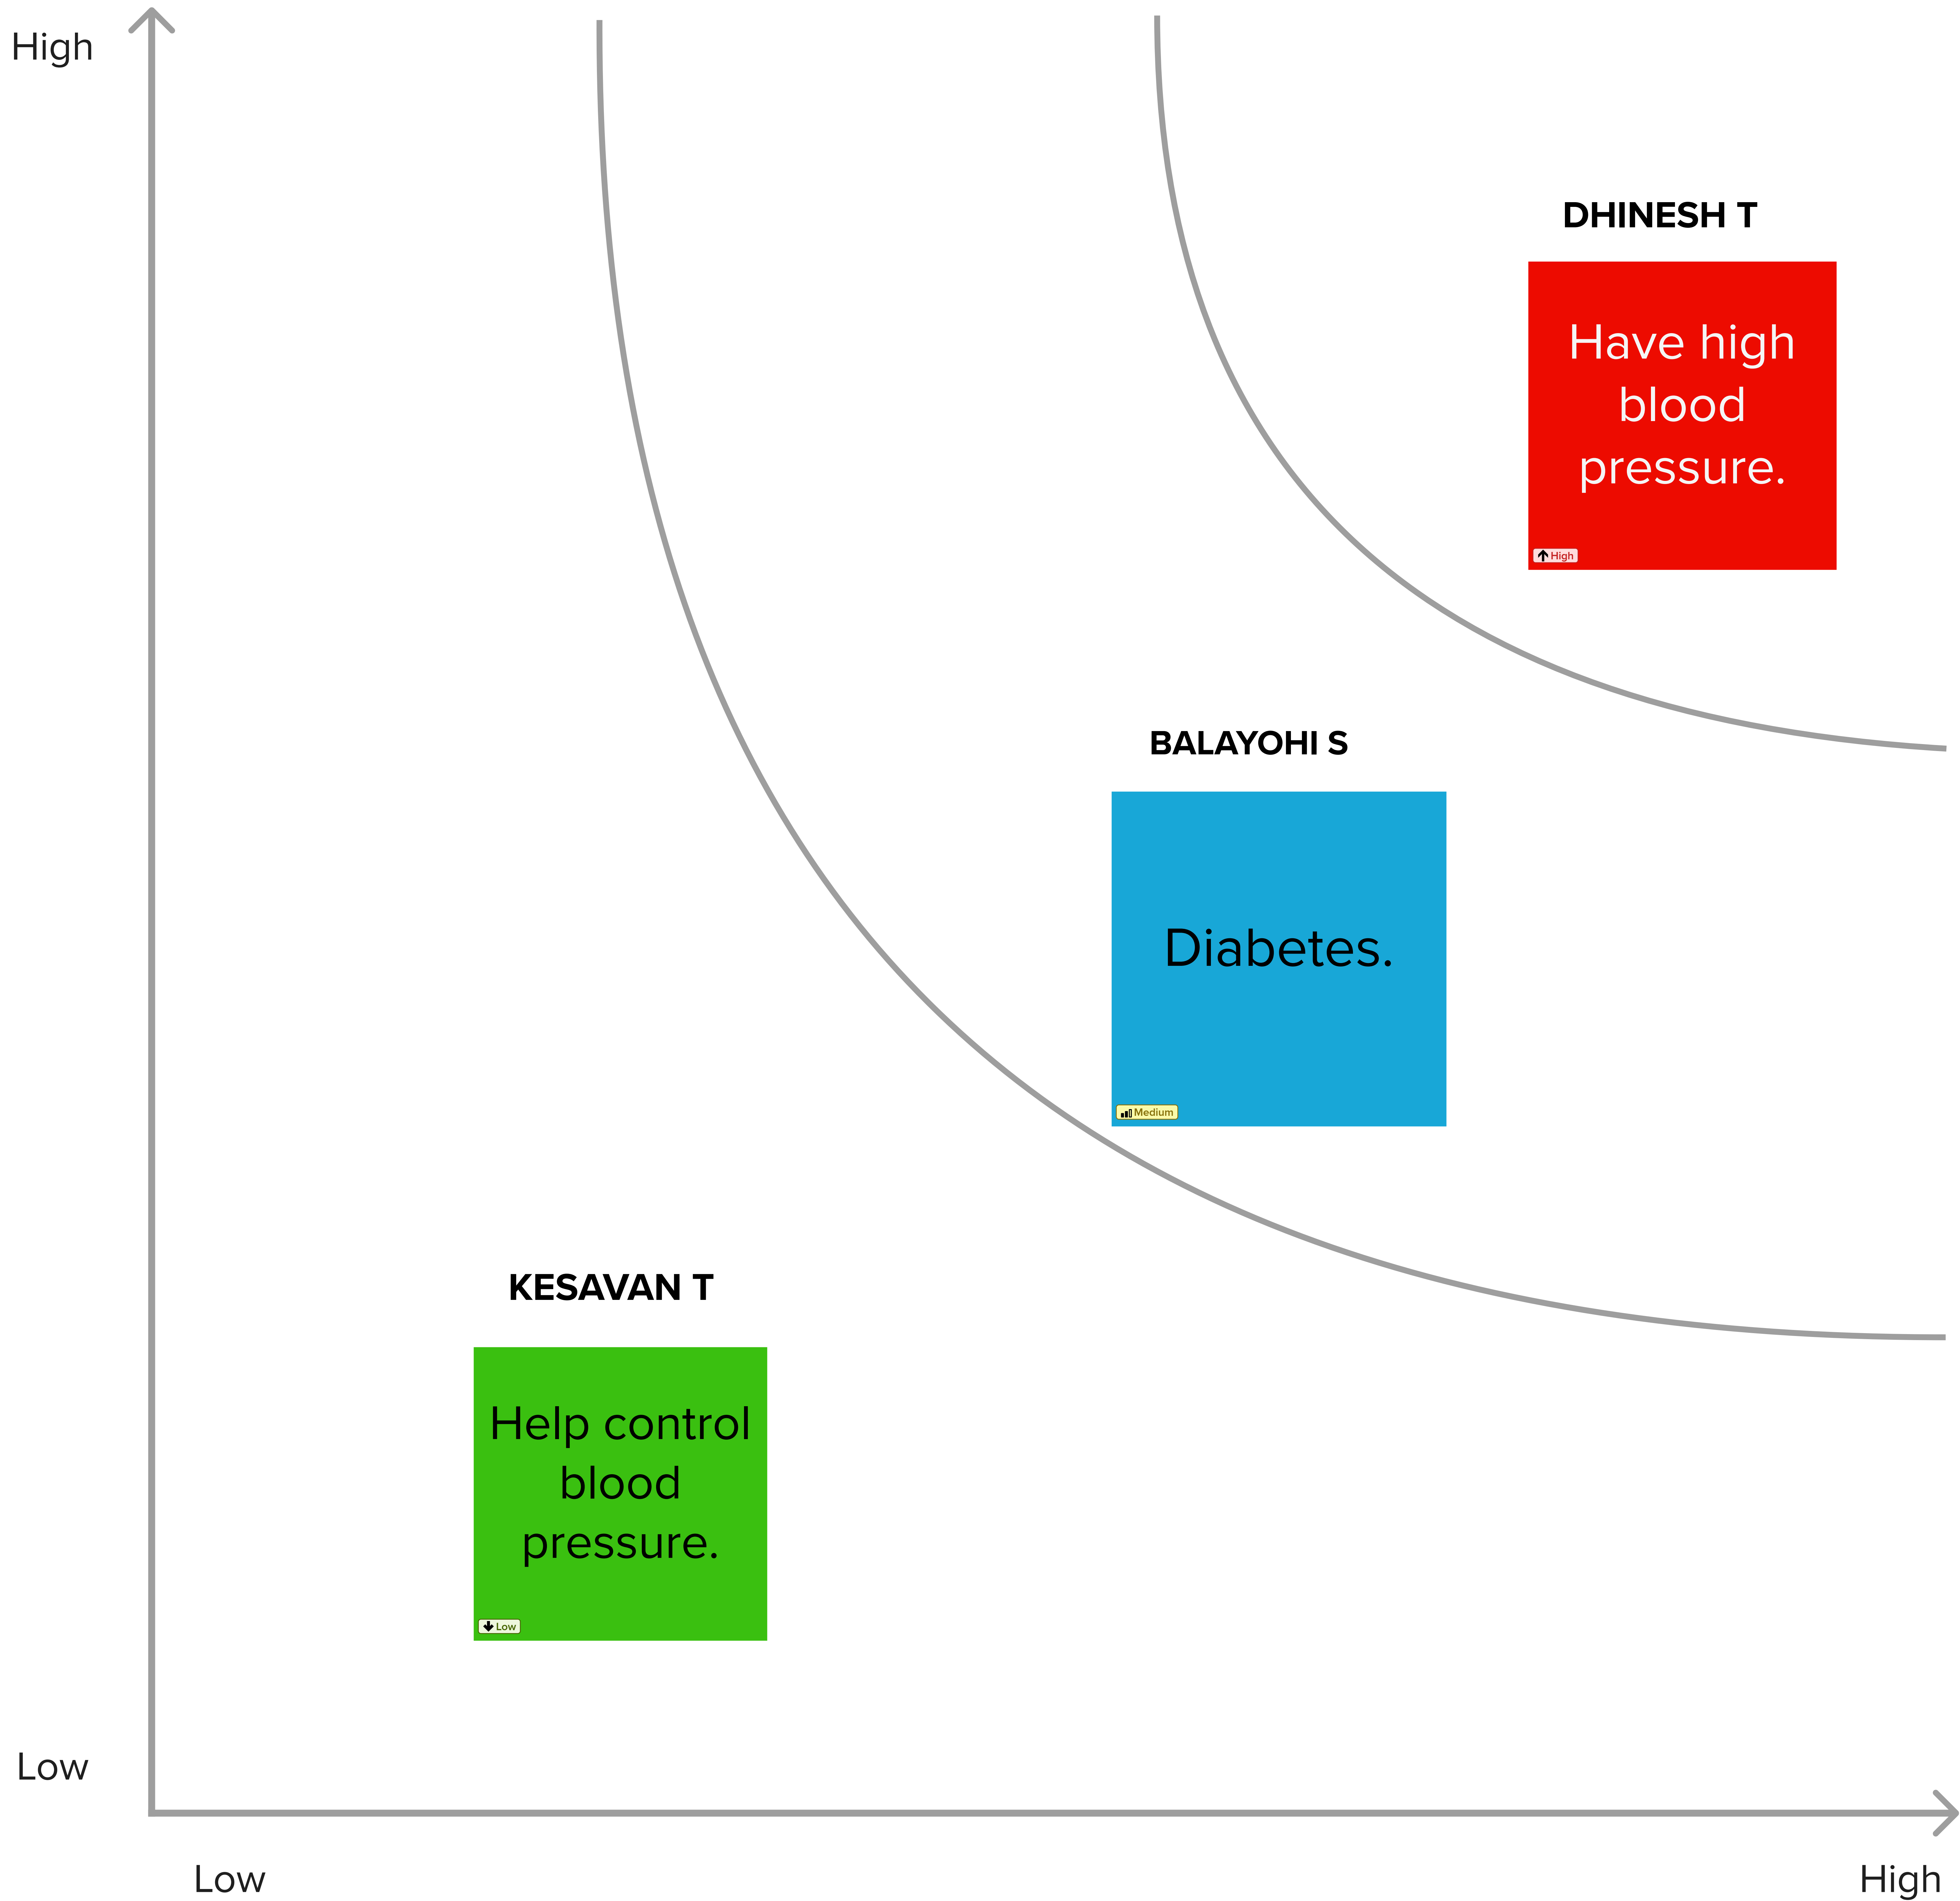 High
DHINESH T
Have high
blood
pressure.
High
BALAYOHI S
Diabetes.
Medium
KESAVAN T
Help control
blood
pressure.
Low
Low
Low
High